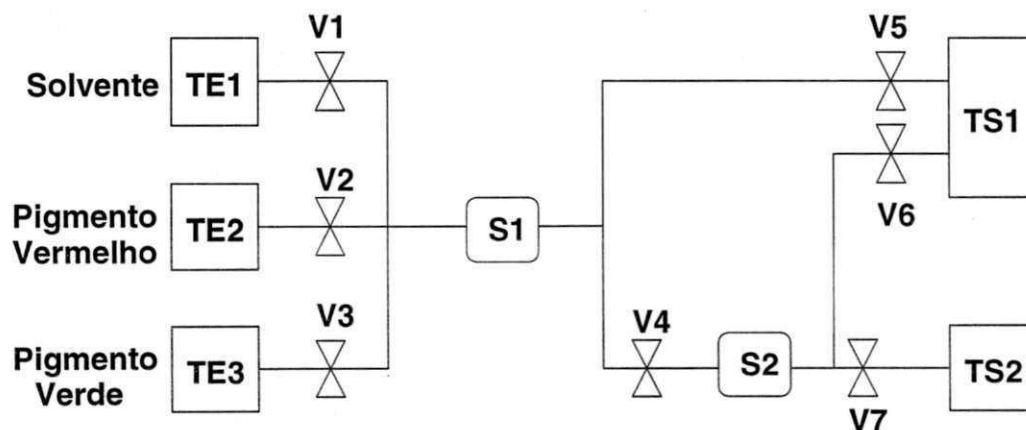 V1
V5
Solvente
TE1
TS1
V2
Pigmento
Vermelho
TE2
S1
V6
V3
V4
Pigmento
Verde
TE3
S2
TS2
V7